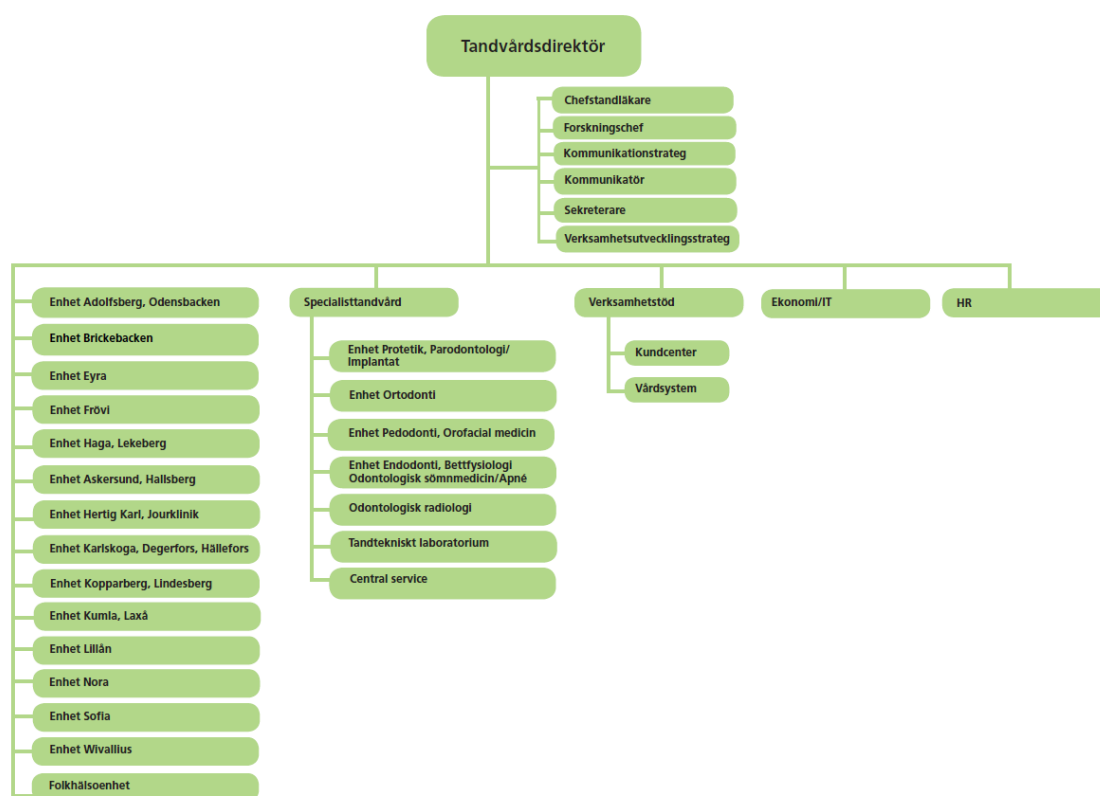 Tandvårdsdirektör
Chefstandläkare
Forskningschef
Kommunikationstrateg
Kommunikatör
Sekreterare
Verksamhetsutvecklingsstrateg
Enhet Adolfsberg, Odensbacken
Enhet Brickebacken
Enhet Eyra
Enhet Frövi
Enhet Haga, Lekeberg
Enhet Askersund, Hallsberg
Enhet Hertig Karl, Jourklinik
Enhet Karlskoga, Degerfors, Hällefors
Enhet Kopparberg, Lindesberg
Enhet Kumla, Laxå
Enhet Lillån
Enhet Nora
Enhet Sofia
Enhet Wivallius
Folkhälsoenhet
Specialisttandvård
Enhet Protetik, Parodontologi/
Implantat
Enhet Ortodonti
Enhet Pedodonti, Orofacial medicin
Enhet Endodonti, Bettfysiologi
Odontologisk sömnmedicin/Apné
Odontologisk radiologi
Tandtekniskt laboratorium
Central service
Verksamhetstöd
Kundcenter
Vårdsystem
Ekonomi/IT
HR